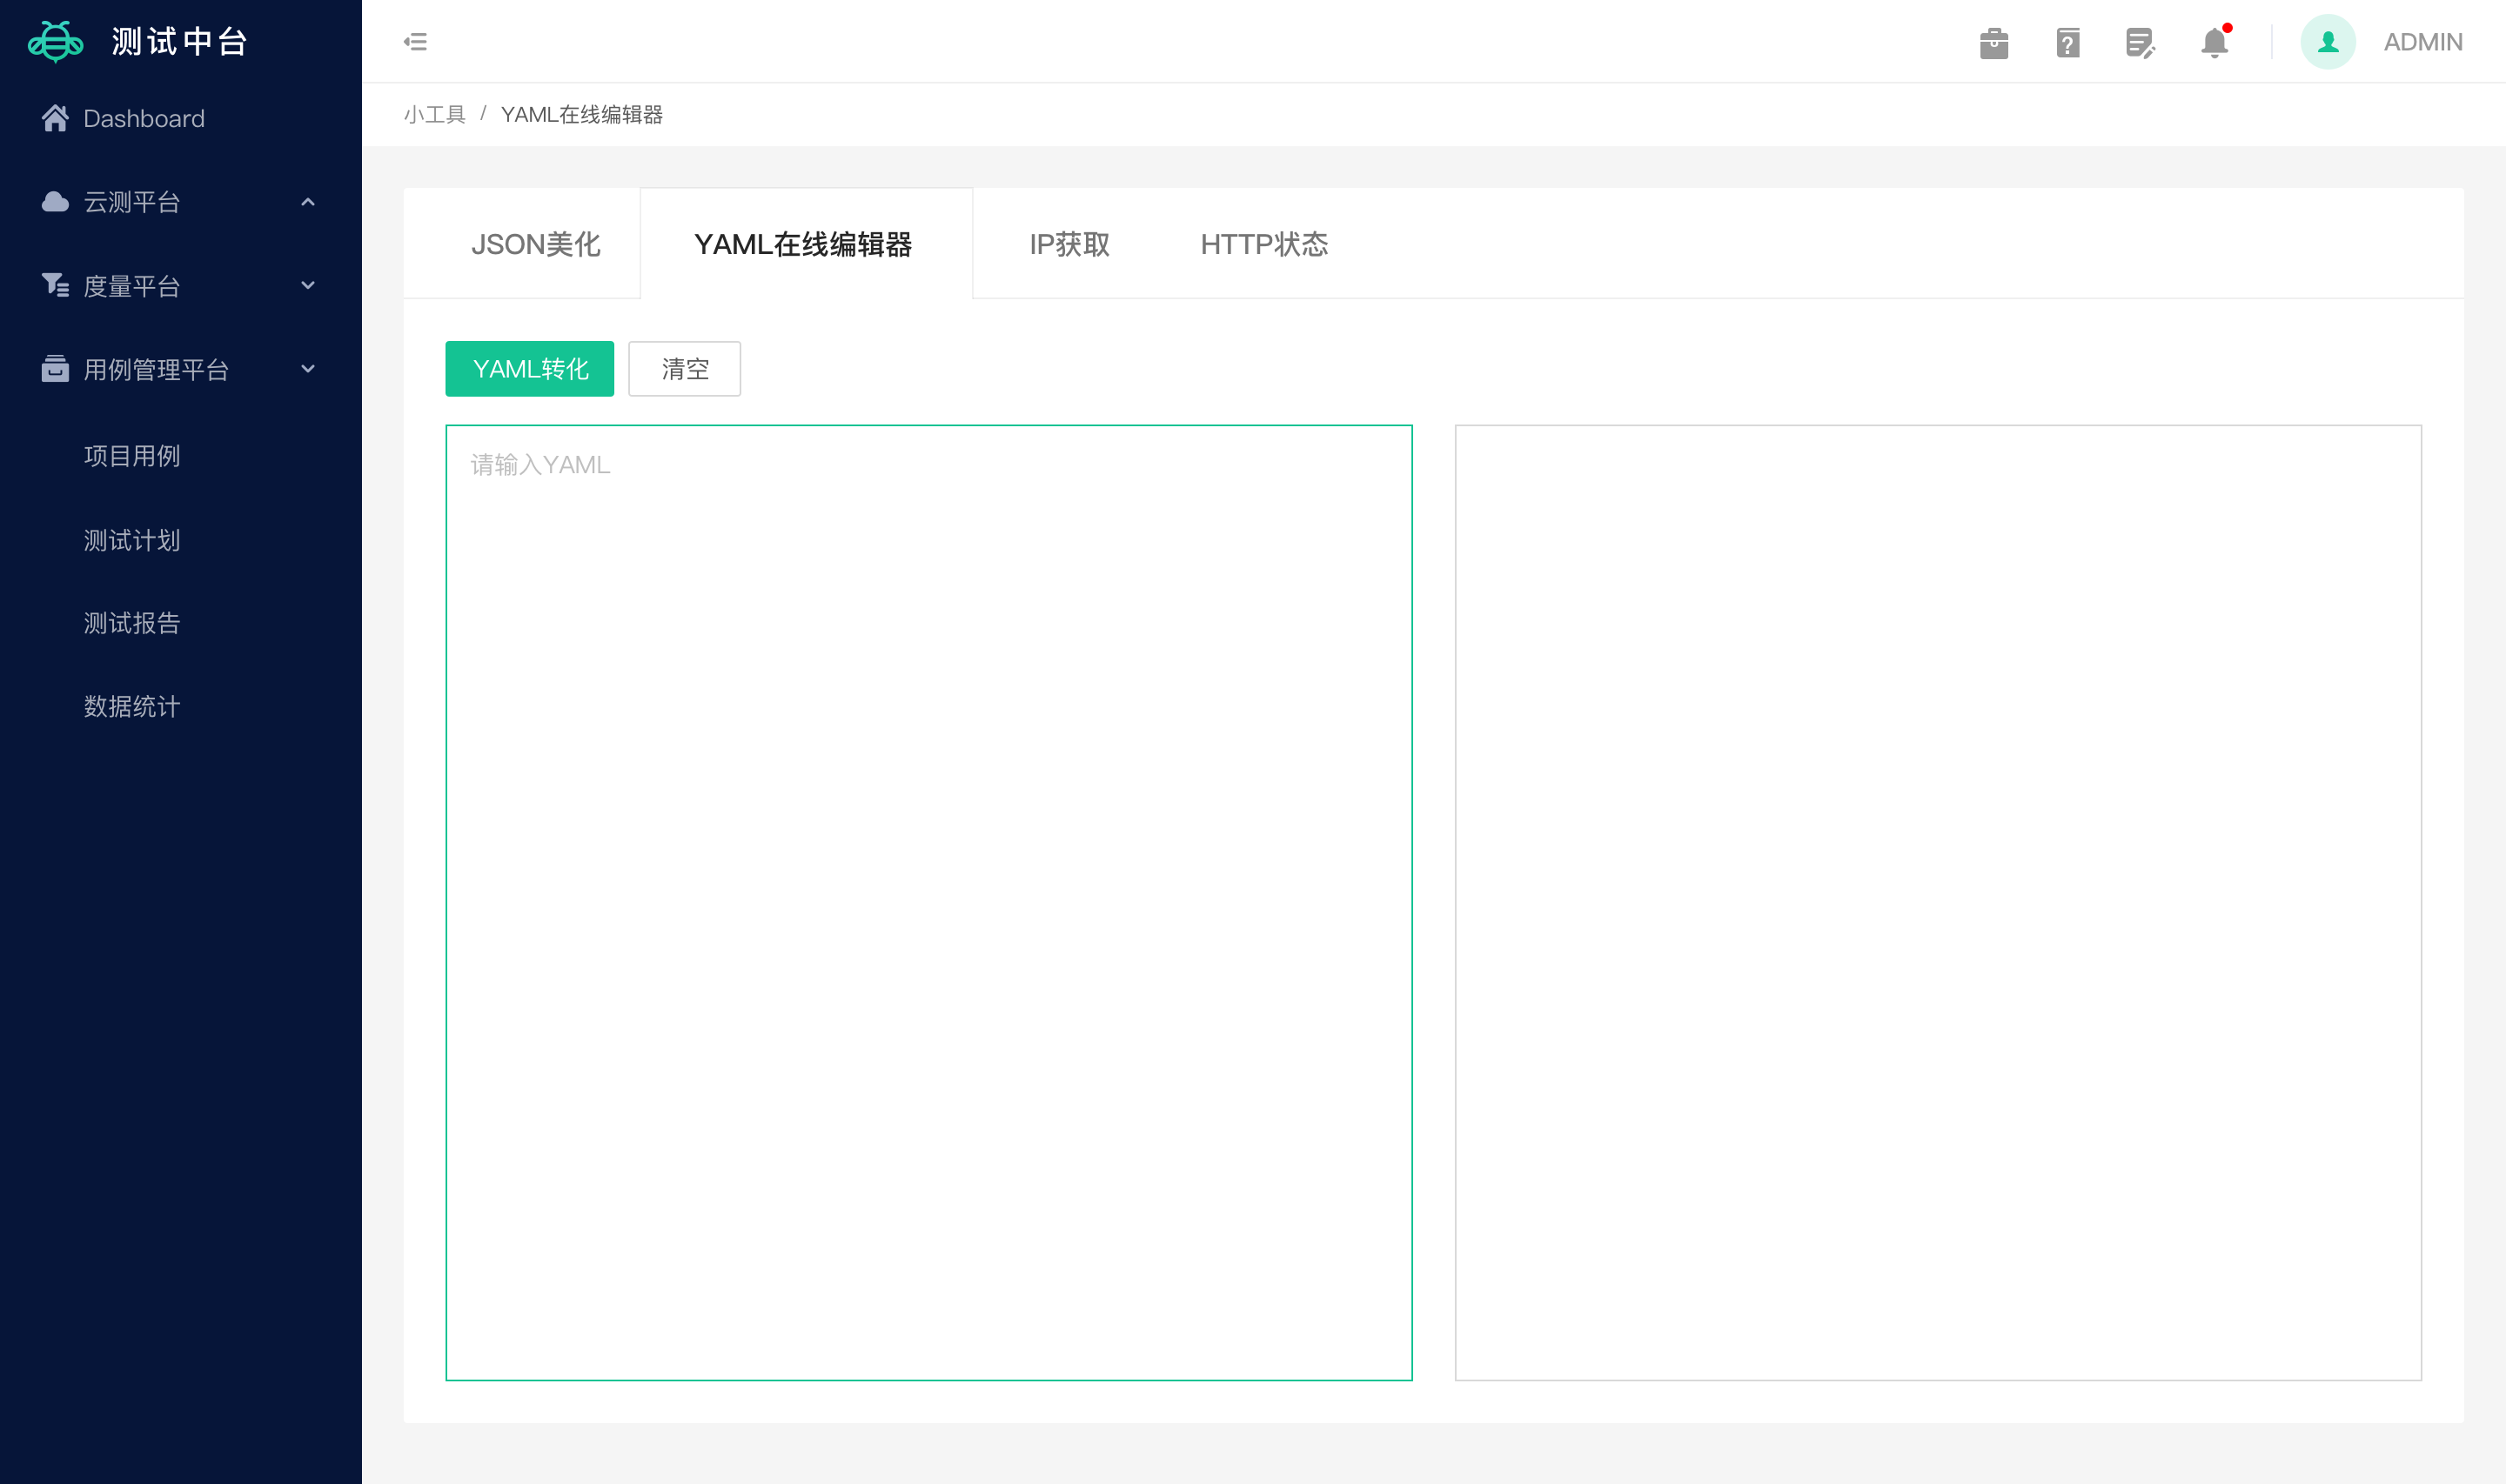 测试中台
Dashboard
云测平台
度量平台
用例管理平台
项目用例
测试计划
测试报告
数据统计
ADMIN
小工具 / YAML在线编辑器
JSON美化 YAML在线编辑器 IP获取 HTTP状态
YAML转化 清空
请输入YAML